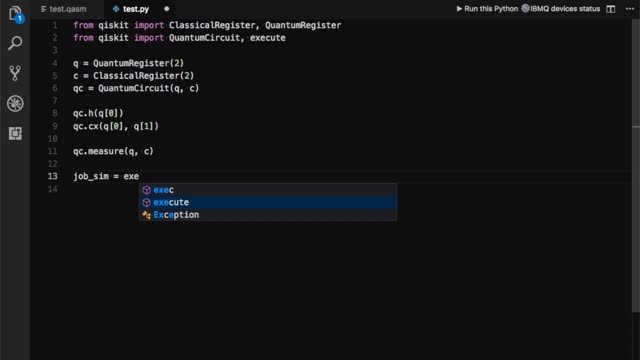 test.qasm test.py Run this Python IBMQ devices status
1 from qiskit import ClassicalRegister, QuantumRegister
2 from qiskit import QuantumCircuit, execute
3
4 q = QuantumRegister(2)
5 c = ClassicalRegister(2)
6 qc = QuantumCircuit(q, c)
7
8 qc.h(q[0])
9 qc.cx(q[0], q[1])
10
11 qc.measure(q, c)
12
13 job_sim = exe
exec
14 execute
Exception
1